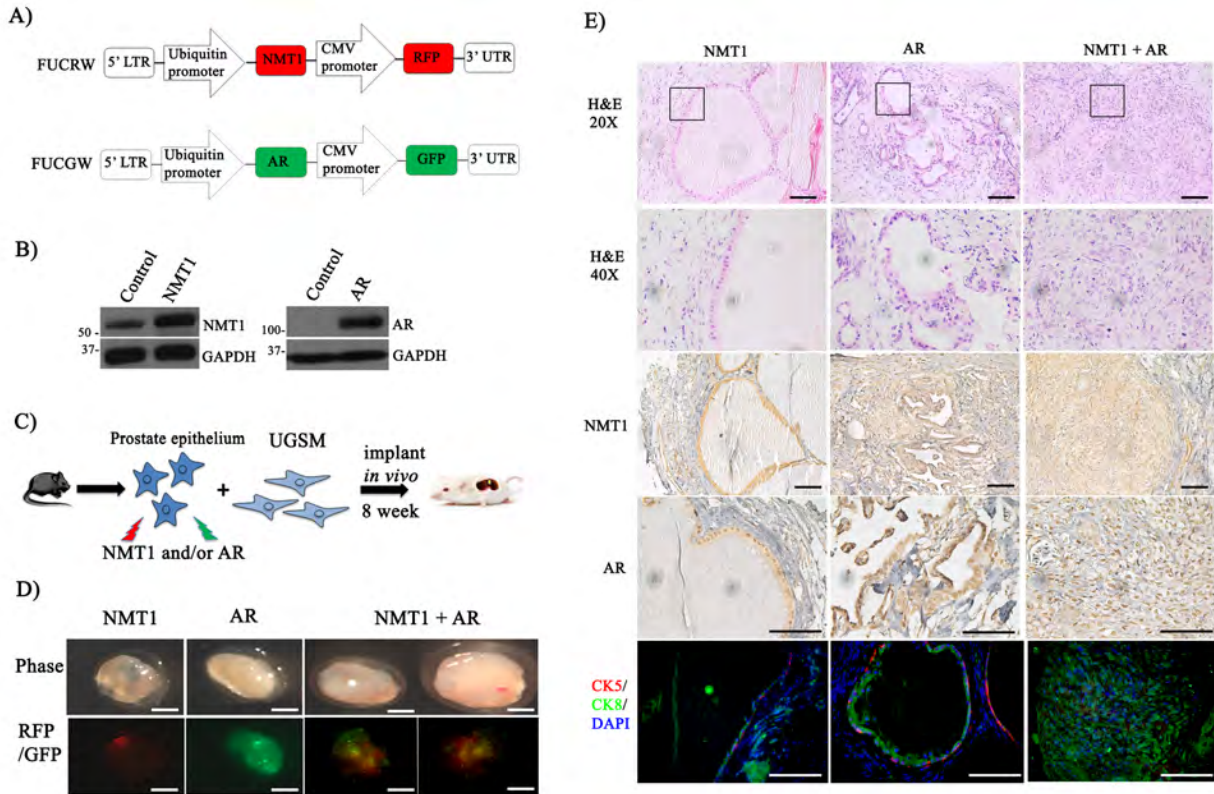 A)
FUCRW
5' LTR
Ubiquitin
promoter
NMT1
CMV
promoter
RFP
3' UTR
FUCGW
5' LTR
Ubiquitin
promoter
AR
CMV
promoter
GFP
3' UTR
B)
Control
NMT1
50 -
37-
NMT1
GAPDH
Control
AR
100-
37-
AR
GAPDH
C)
Prostate epithelium
+
UGSM
implant
in vivo
8 week
NMT1 and/or AR
D)
NMT1
AR
NMT1 + AR
Phase
RFP
/GFP
E)
NMT1
AR
NMT1 + AR
H&E
20X
H&E
40X
NMT1
AR
CK5/
CK8/
DAPI